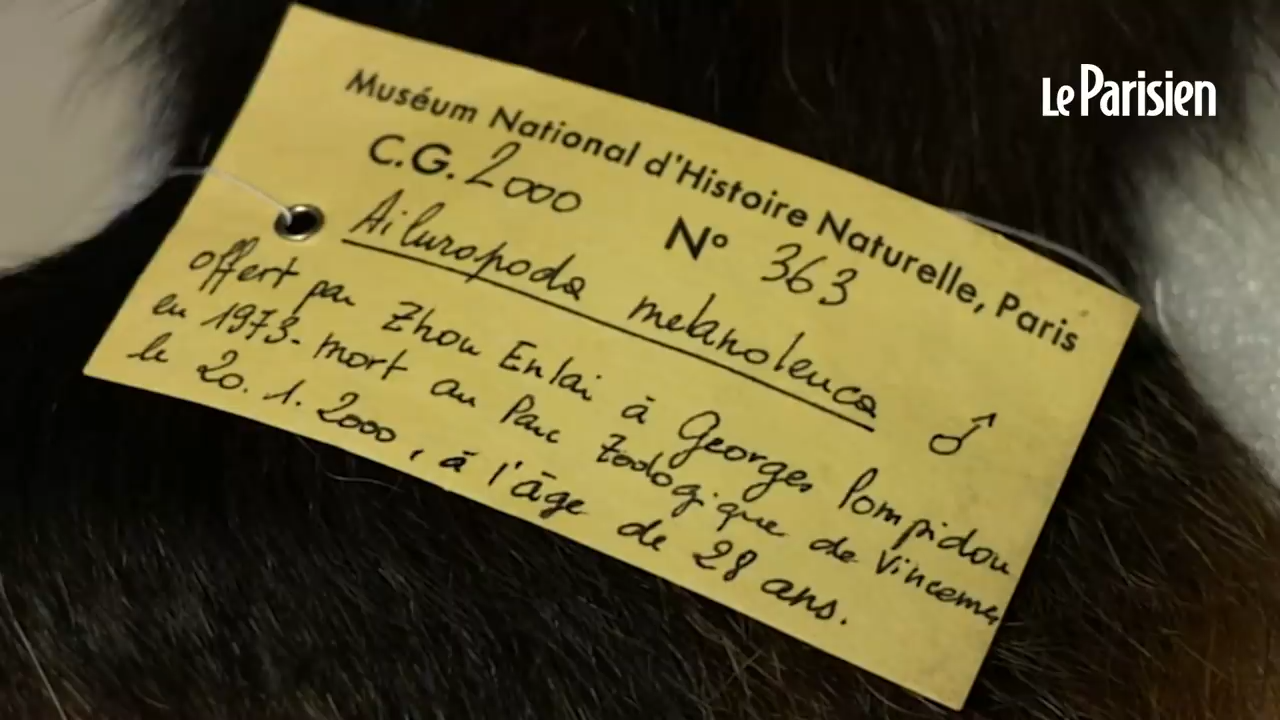 Le Parisien
Muséum National d'Histoire Naturelle, Paris
C.G. 2000 N° 363
Ailuropoda melanoleuca ♂
offert par Zhou Enlai à Georges Pompidou
en 1973. mort au Parc Zoologique de Vincennes
le 20.1.2000, à l'âge de 28 ans.